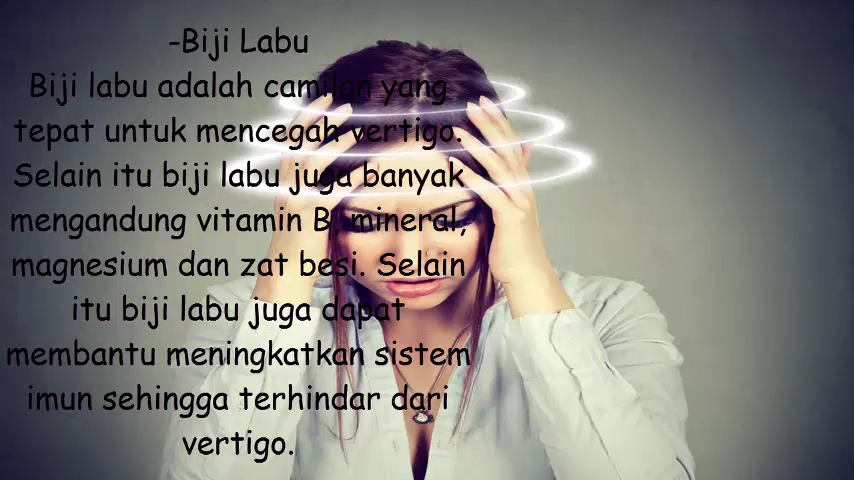 -Biji Labu
Biji labu adalah camilan yang
tepat untuk mencegah vertigo.
Selain itu biji labu juga banyak
mengandung vitamin B, mineral,
magnesium dan zat besi. Selain
itu biji labu juga dapat
membantu meningkatkan sistem
imun sehingga terhindar dari
vertigo.